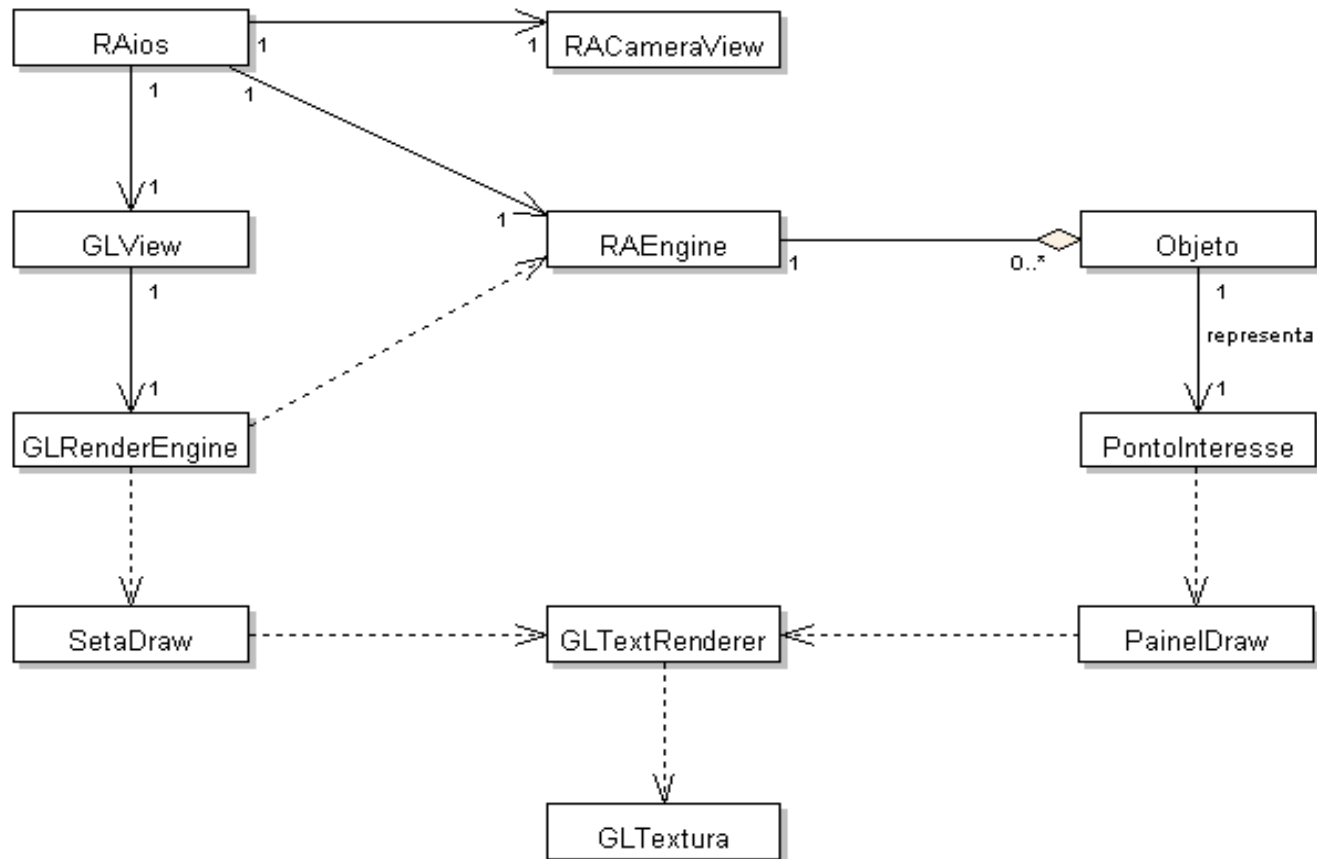 RAios
1
1
RACameraView
1
1
1
1
GLView
RAEngine
Objeto
1
0..*
1
1
representa
1
1
GLRenderEngine
PontoInteresse
SetaDraw
GLTextRenderer
PainelDraw
GLTextura